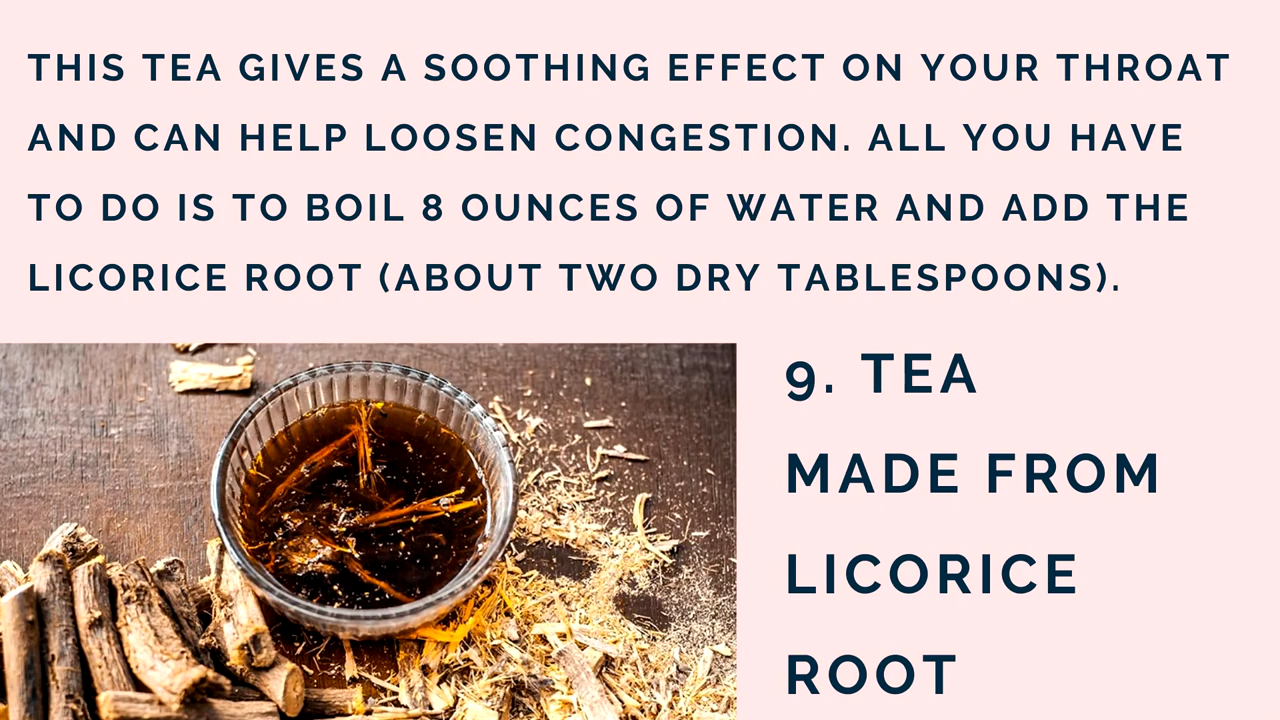 THIS TEA GIVES A SOOTHING EFFECT ON YOUR THROAT
AND CAN HELP LOOSEN CONGESTION. ALL YOU HAVE
TO DO IS TO BOIL 8 OUNCES OF WATER AND ADD THE
LICORICE ROOT (ABOUT TWO DRY TABLESPOONS).
9. TEA
MADE FROM
LICORICE
ROOT